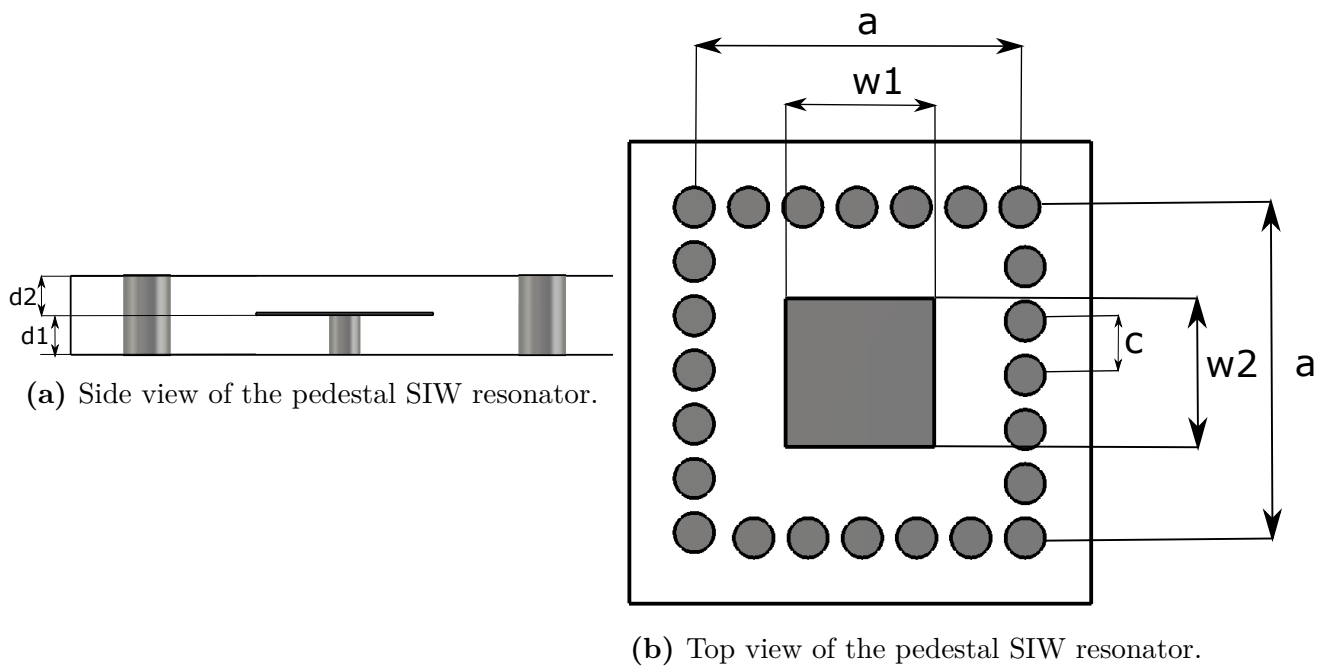 d2
d1
(a) Side view of the pedestal SIW resonator.
a
w1
c
w2
a
(b) Top view of the pedestal SIW resonator.